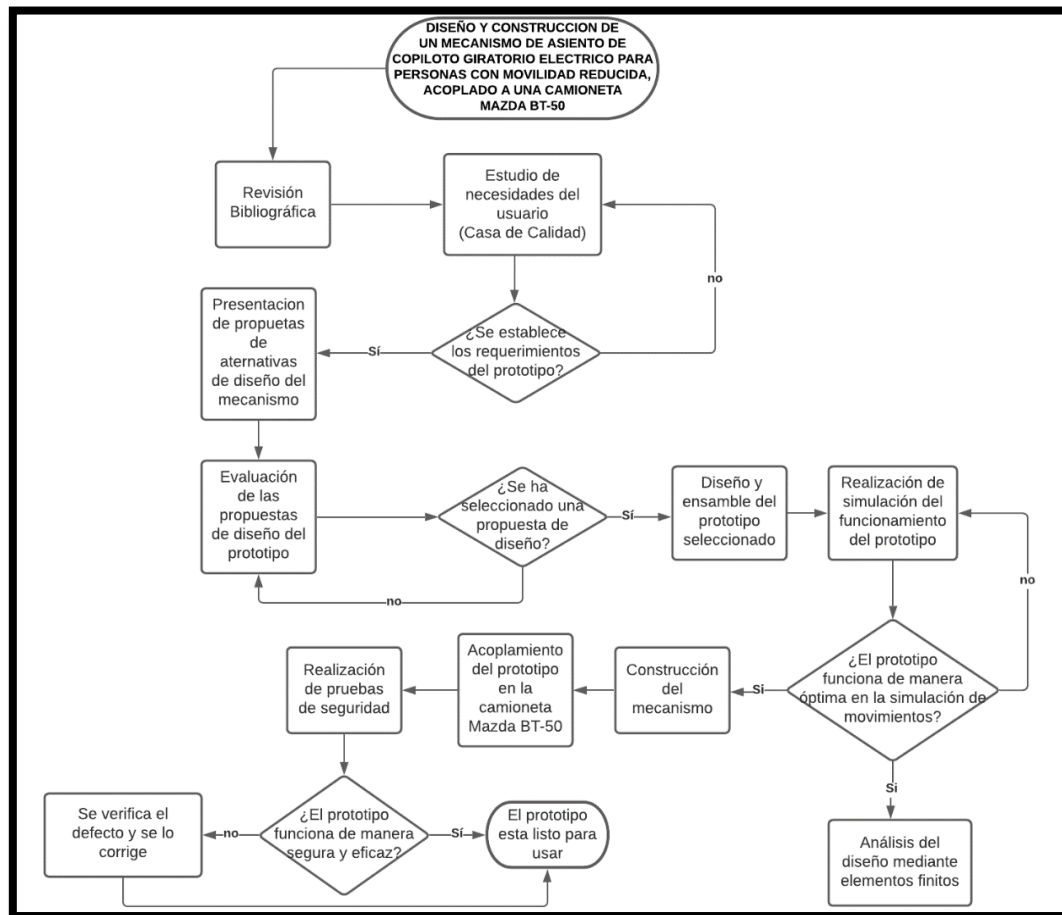 DISEÑO Y CONSTRUCCION DE
UN MECANISMO DE ASIENTO DE
COPILOTO GIRATORIO ELECTRICO PARA
PERSONAS CON MOVILIDAD REDUCIDA,
ACOPLADO A UNA CAMIONETA
MAZDA BT-50
Revisión
Bibliográfica
Estudio de
necesidades del
usuario
(Casa de Calidad)
no
¿Se establece
los requerimientos
del prototipo?
Sí
Presentacion
de propuetas
de
aternativas
de diseño del
mecanismo
Evaluación
de las
propuestas
de diseño del
prototipo
¿Se ha
seleccionado una
propuesta de
diseño?
no
Sí
Diseño y
ensamble del
prototipo
seleccionado
Realización de
simulación del
funcionamiento
del prototipo
no
¿El prototipo
funciona de manera
óptima en la simulación de
movimientos?
Si
Construcción
del
mecanismo
Acoplamiento
del prototipo
en la
camioneta
Mazda BT-50
Realización
de pruebas
de seguridad
Si
Análisis del
diseño mediante
elementos finitos
¿El prototipo
funciona de manera
segura y eficaz?
no
Se verifica el
defecto y se lo
corrige
Sí
El prototipo
esta listo para
usar